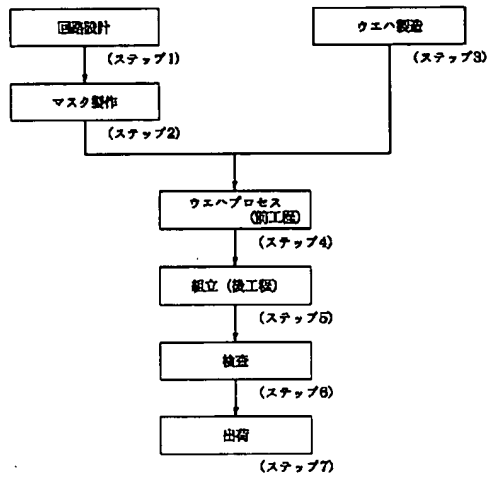 回路設計
(ステップ1)
ウエハ製造
(ステップ3)
マスク製作
(ステップ2)
ウエハプロセス
(前工程)
(ステップ4)
組立(後工程)
(ステップ5)
検査
(ステップ6)
出荷
(ステップ7)